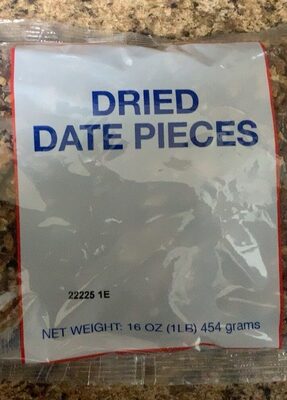 DRIED
DATE PIECES
22225 1E
NET WEIGHT: 16 OZ (1LB) 454 grams